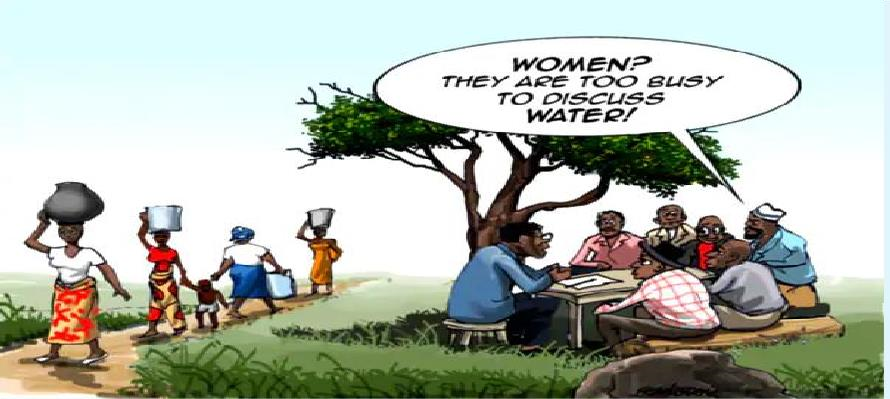 WOMEN?
THEY ARE TOO BUSY
TO DISCUSS
WATER!